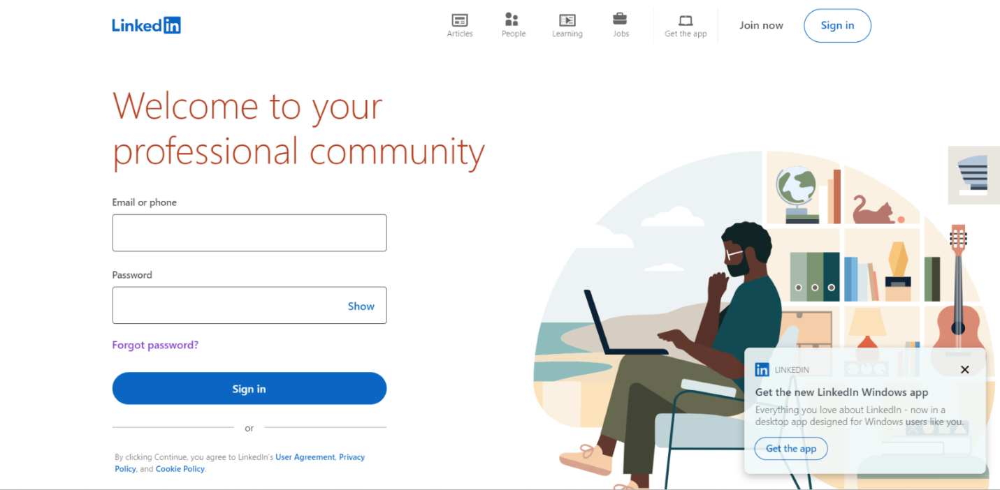 Linkedin
Articles
People
Learning
Jobs
Get the app
Join now
Sign in
Welcome to your
professional community
Email or phone
Password
Show
Forgot password?
Sign in
or
By clicking Continue, you agree to LinkedIn's User Agreement, Privacy
Policy, and Cookie Policy.
in LINKEDIN
Get the new LinkedIn Windows app
Everything you love about LinkedIn - now in a
desktop app designed for Windows users like you.
Get the app